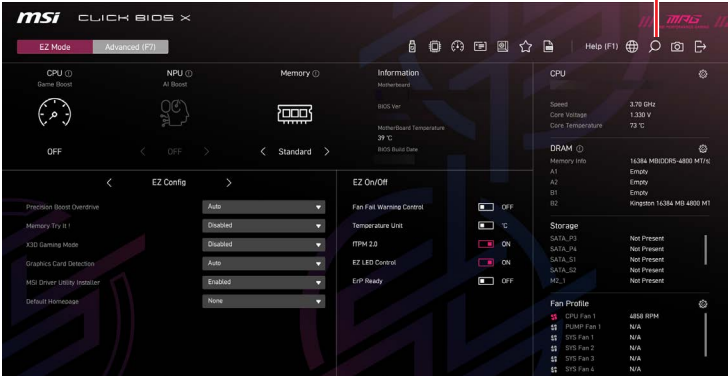 msi CLICK BIOS X
MPG
EZ Mode
Advanced (F7)
Help (F1)
CPU
Game Boost
OFF
NPU
AI Boost
OFF
Memory
Standard
Information
Motherboard
BIOS Ver
MotherBoard Temperature
39 °C
BIOS Build Date
EZ Config
Precision Boost Overdrive Auto
Memory Try It ! Disabled
X3D Gaming Mode Disabled
Graphics Card Detection Auto
MSI Driver Utility Installer Enabled
Default Homepage None
EZ On/Off
Fan Fail Warning Control OFF
Temperature Unit °C
fTPM 2.0 ON
EZ LED Control ON
ErP Ready OFF
CPU
Speed 3.70 GHz
Core Voltage 1.330 V
Core Temperature 73 °C
DRAM
Memory Info 16384 MB(DDR5-4800 MT/s
A1 Empty
A2 Empty
B1 Empty
B2 Kingston 16384 MB 4800 MT
Storage
SATA_P3 Not Present
SATA_P4 Not Present
SATA_S1 Not Present
SATA_S2 Not Present
M2_1 Not Present
Fan Profile
CPU Fan 1 4858 RPM
PUMP Fan 1 N/A
SYS Fan 1 N/A
SYS Fan 2 N/A
SYS Fan 3 N/A
SYS Fan 4 N/A